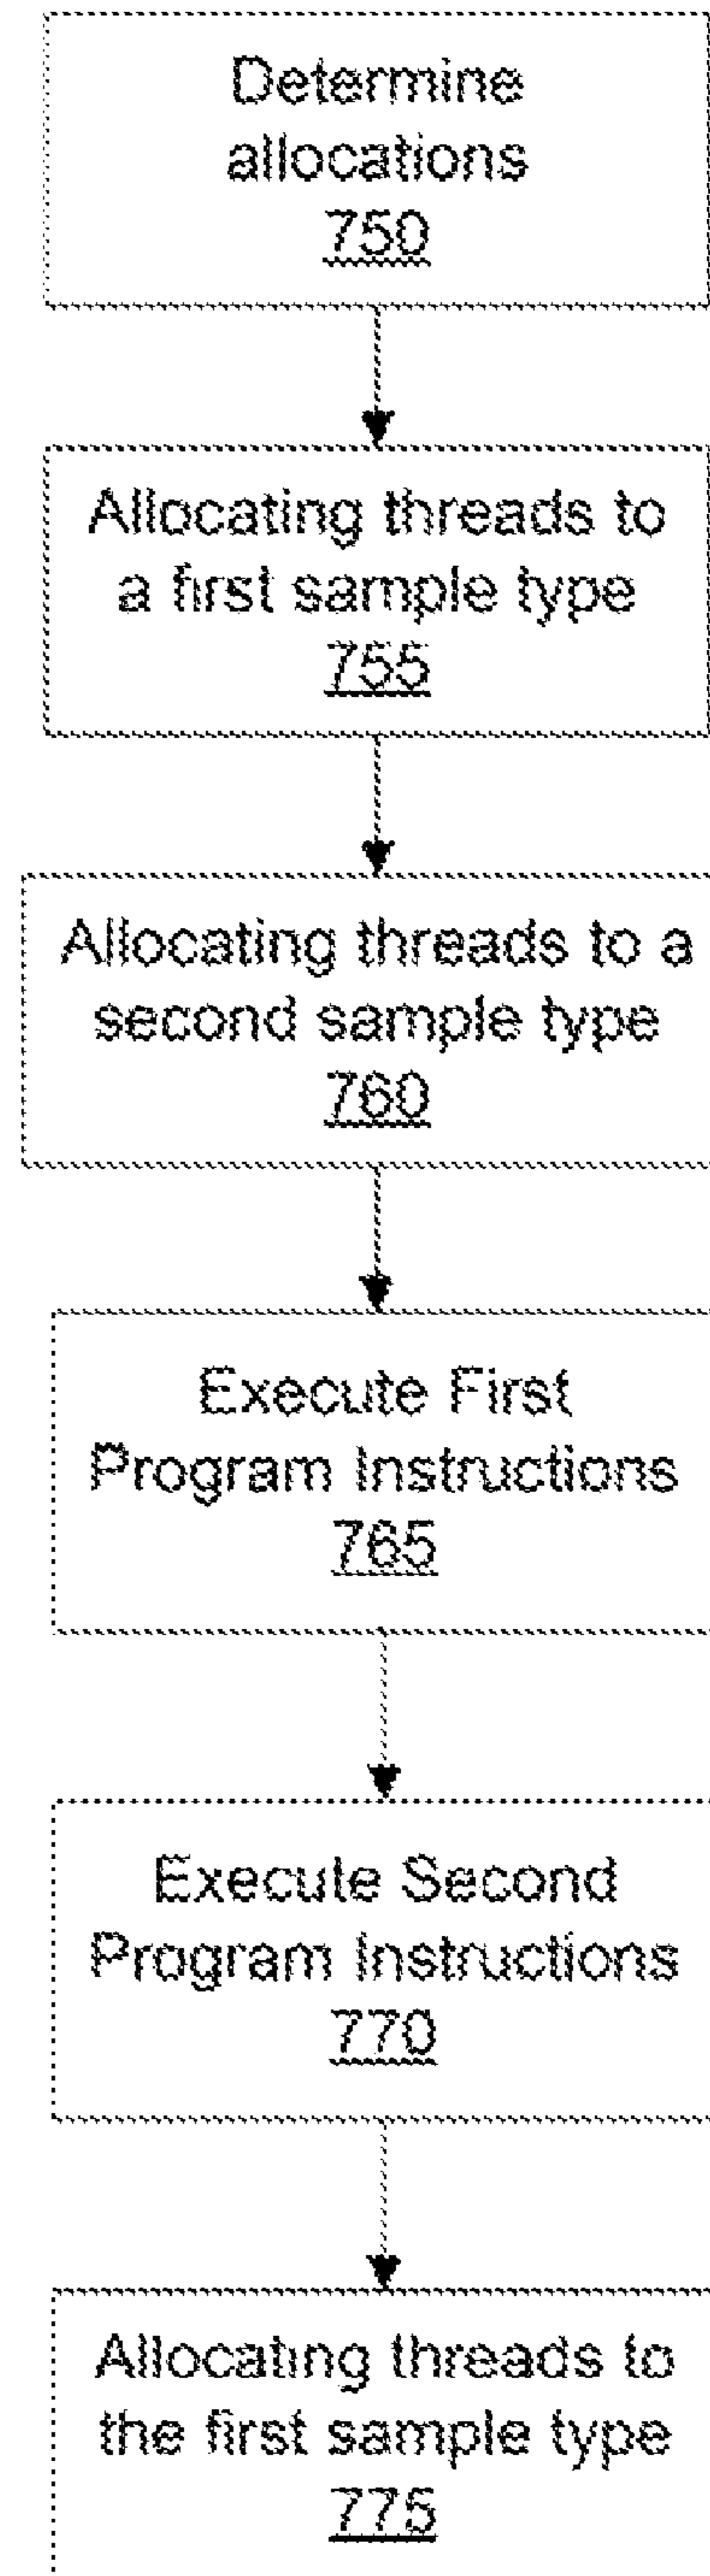 Determine
allocations
750
Allocating threads to
a first sample type
755
Allocating threads to a
second sample type
760
Execute First
Program Instructions
765
Execute Second
Program Instructions
770
Allocating threads to
the first sample type
775